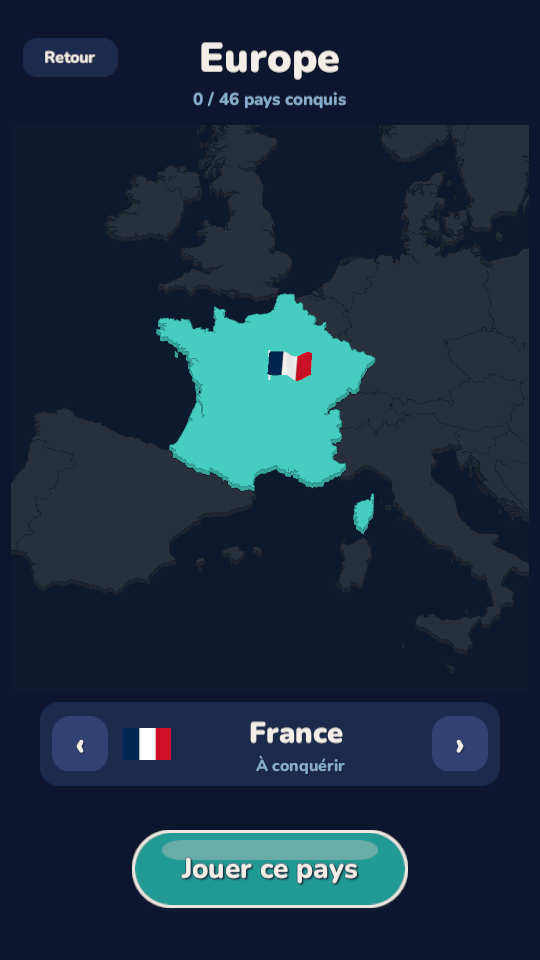 Retour
Europe
0 / 46 pays conquis
‹
France
À conquérir
›
Jouer ce pays